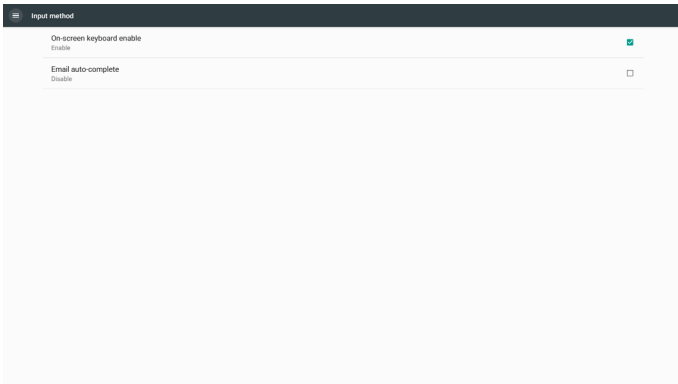 Input method
On-screen keyboard enable
Enable
Email auto-complete
Disable